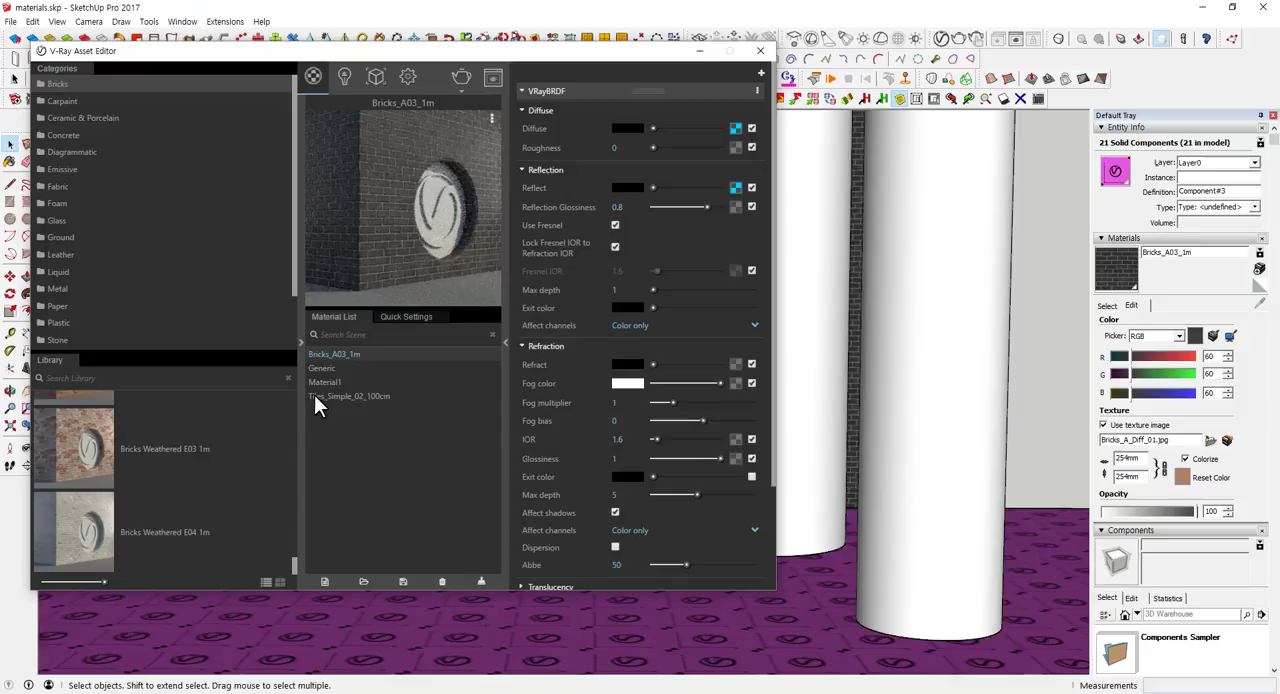 materials.skp - SketchUp Pro 2017
File Edit View Camera Draw Tools Window Extensions Help
V-Ray Asset Editor
Categories
Bricks
Carpaint
Ceramic & Porcelain
Concrete
Diagrammatic
Emissive
Fabric
Foam
Glass
Ground
Leather
Liquid
Metal
Paper
Plastic
Stone
Library
Search Library
Bricks Weathered E03 1m
Bricks Weathered E04 1m
Bricks_A03_1m
Material List Quick Settings
Search Scene
Bricks_A03_1m
Generic
Material1
Tiles_Simple_02_100cm
VRayBRDF
Diffuse
Diffuse
Roughness 0
Reflection
Reflect
Reflection Glossiness 0.8
Use Fresnel
Lock Fresnel IOR to
Refraction IOR
Fresnel IOR 1.6
Max depth 1
Exit color
Affect channels Color only
Refraction
Refract
Fog color
Fog multiplier 1
Fog bias 0
IOR 1.6
Glossiness 1
Exit color
Max depth 5
Affect shadows
Affect channels Color only
Dispersion
Abbe 50
Translucency
Default Tray
Entity Info
21 Solid Components (21 in model)
Layer: Layer0
Instance:
Definition: Component#3
Type: Type: <undefined>
Volume:
Materials
Bricks_A03_1m
Select Edit
Color
Picker: RGB
R 60
G 60
B 60
Texture
Use texture image
Bricks_A_Diff_01.jpg
254mm Colorize
254mm Reset Color
Opacity
100
Components
Select Edit Statistics
3D Warehouse
Components Sampler
Select objects. Shift to extend select. Drag mouse to select multiple.
Measurements